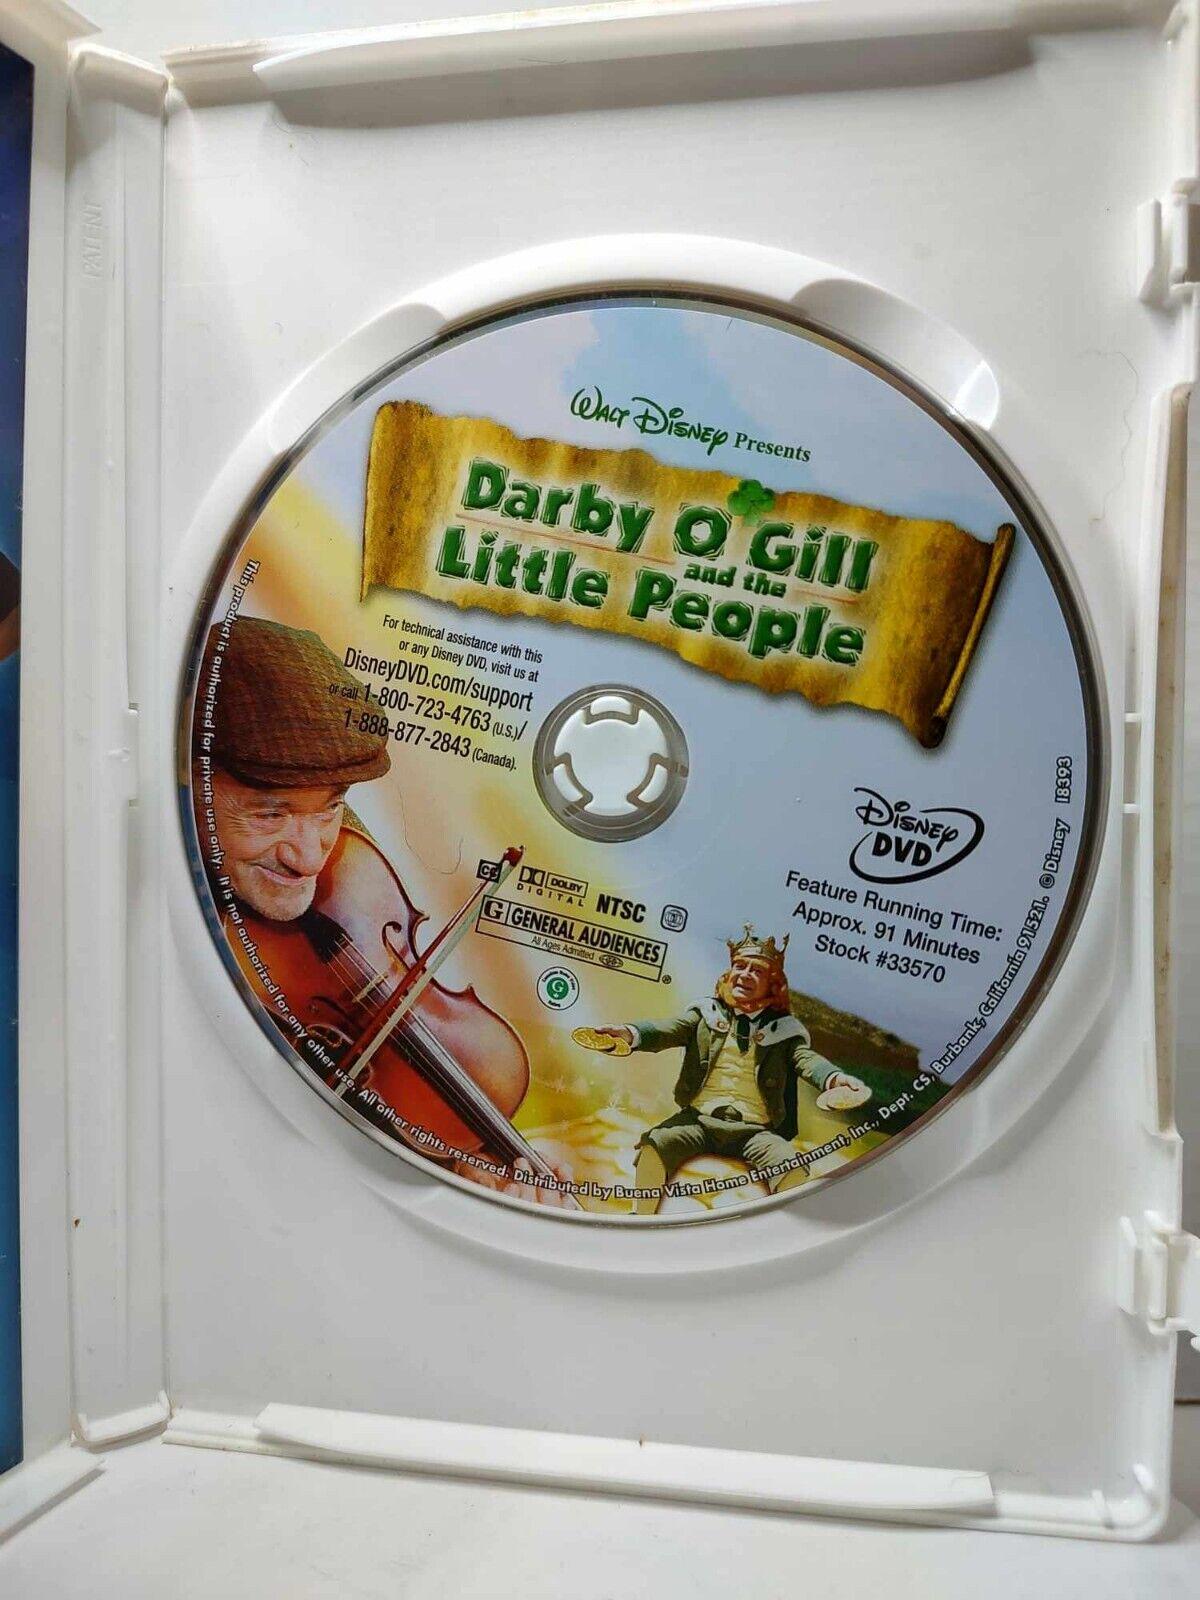 PATENT
WALT DISNEY Presents
Darby O'Gill
and the
Little People
For technical assistance with this
or any Disney DVD, visit us at
DisneyDVD.com/support
or call 1-800-723-4763 (U.S.)/
1-888-877-2843 (Canada).
DISNEY
DVD
Feature Running Time:
Approx. 91 Minutes
Stock #33570
CC DOLBY
DIGITAL
NTSC
G GENERAL AUDIENCES
All Ages Admitted
®
G
This product is authorized for private use only. It is not authorized for any other use. All other rights reserved. Distributed by Buena Vista Home Entertainment, Inc., Dept. CS, Burbank, California 91521. © Disney 18393